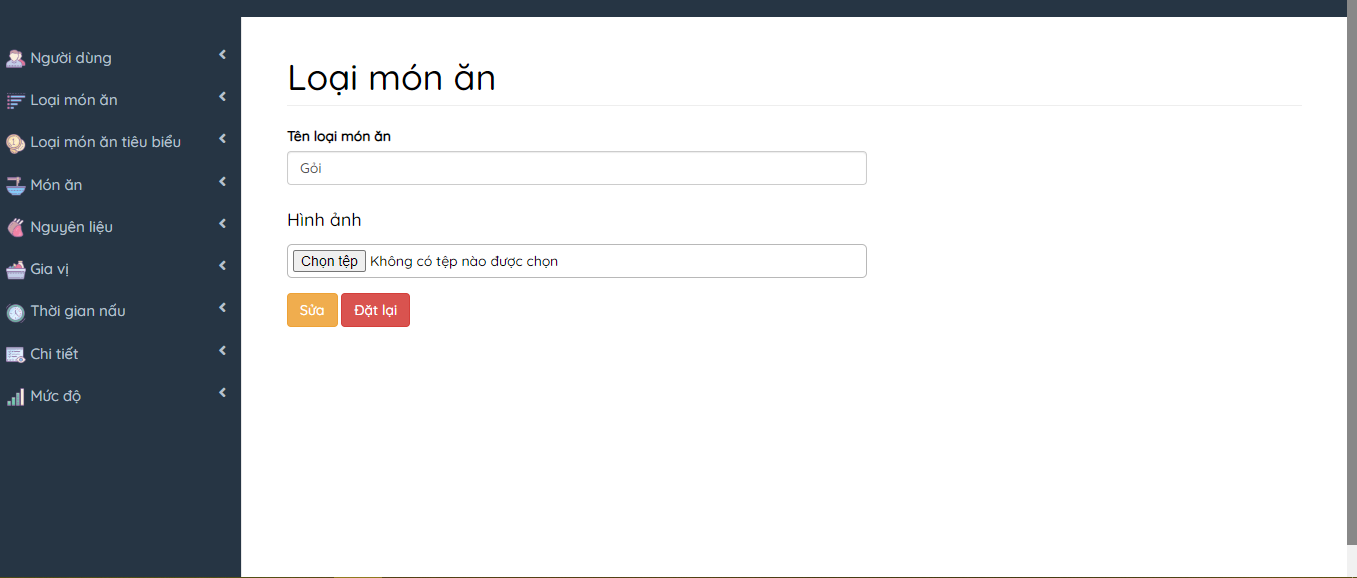 Người dùng
Loại món ăn
Loại món ăn tiêu biểu
Món ăn
Nguyên liệu
Gia vị
Thời gian nấu
Chi tiết
Mức độ
Loại món ăn
Tên loại món ăn
Gỏi
Hình ảnh
Chọn tệp Không có tệp nào được chọn
Sửa Đặt lại